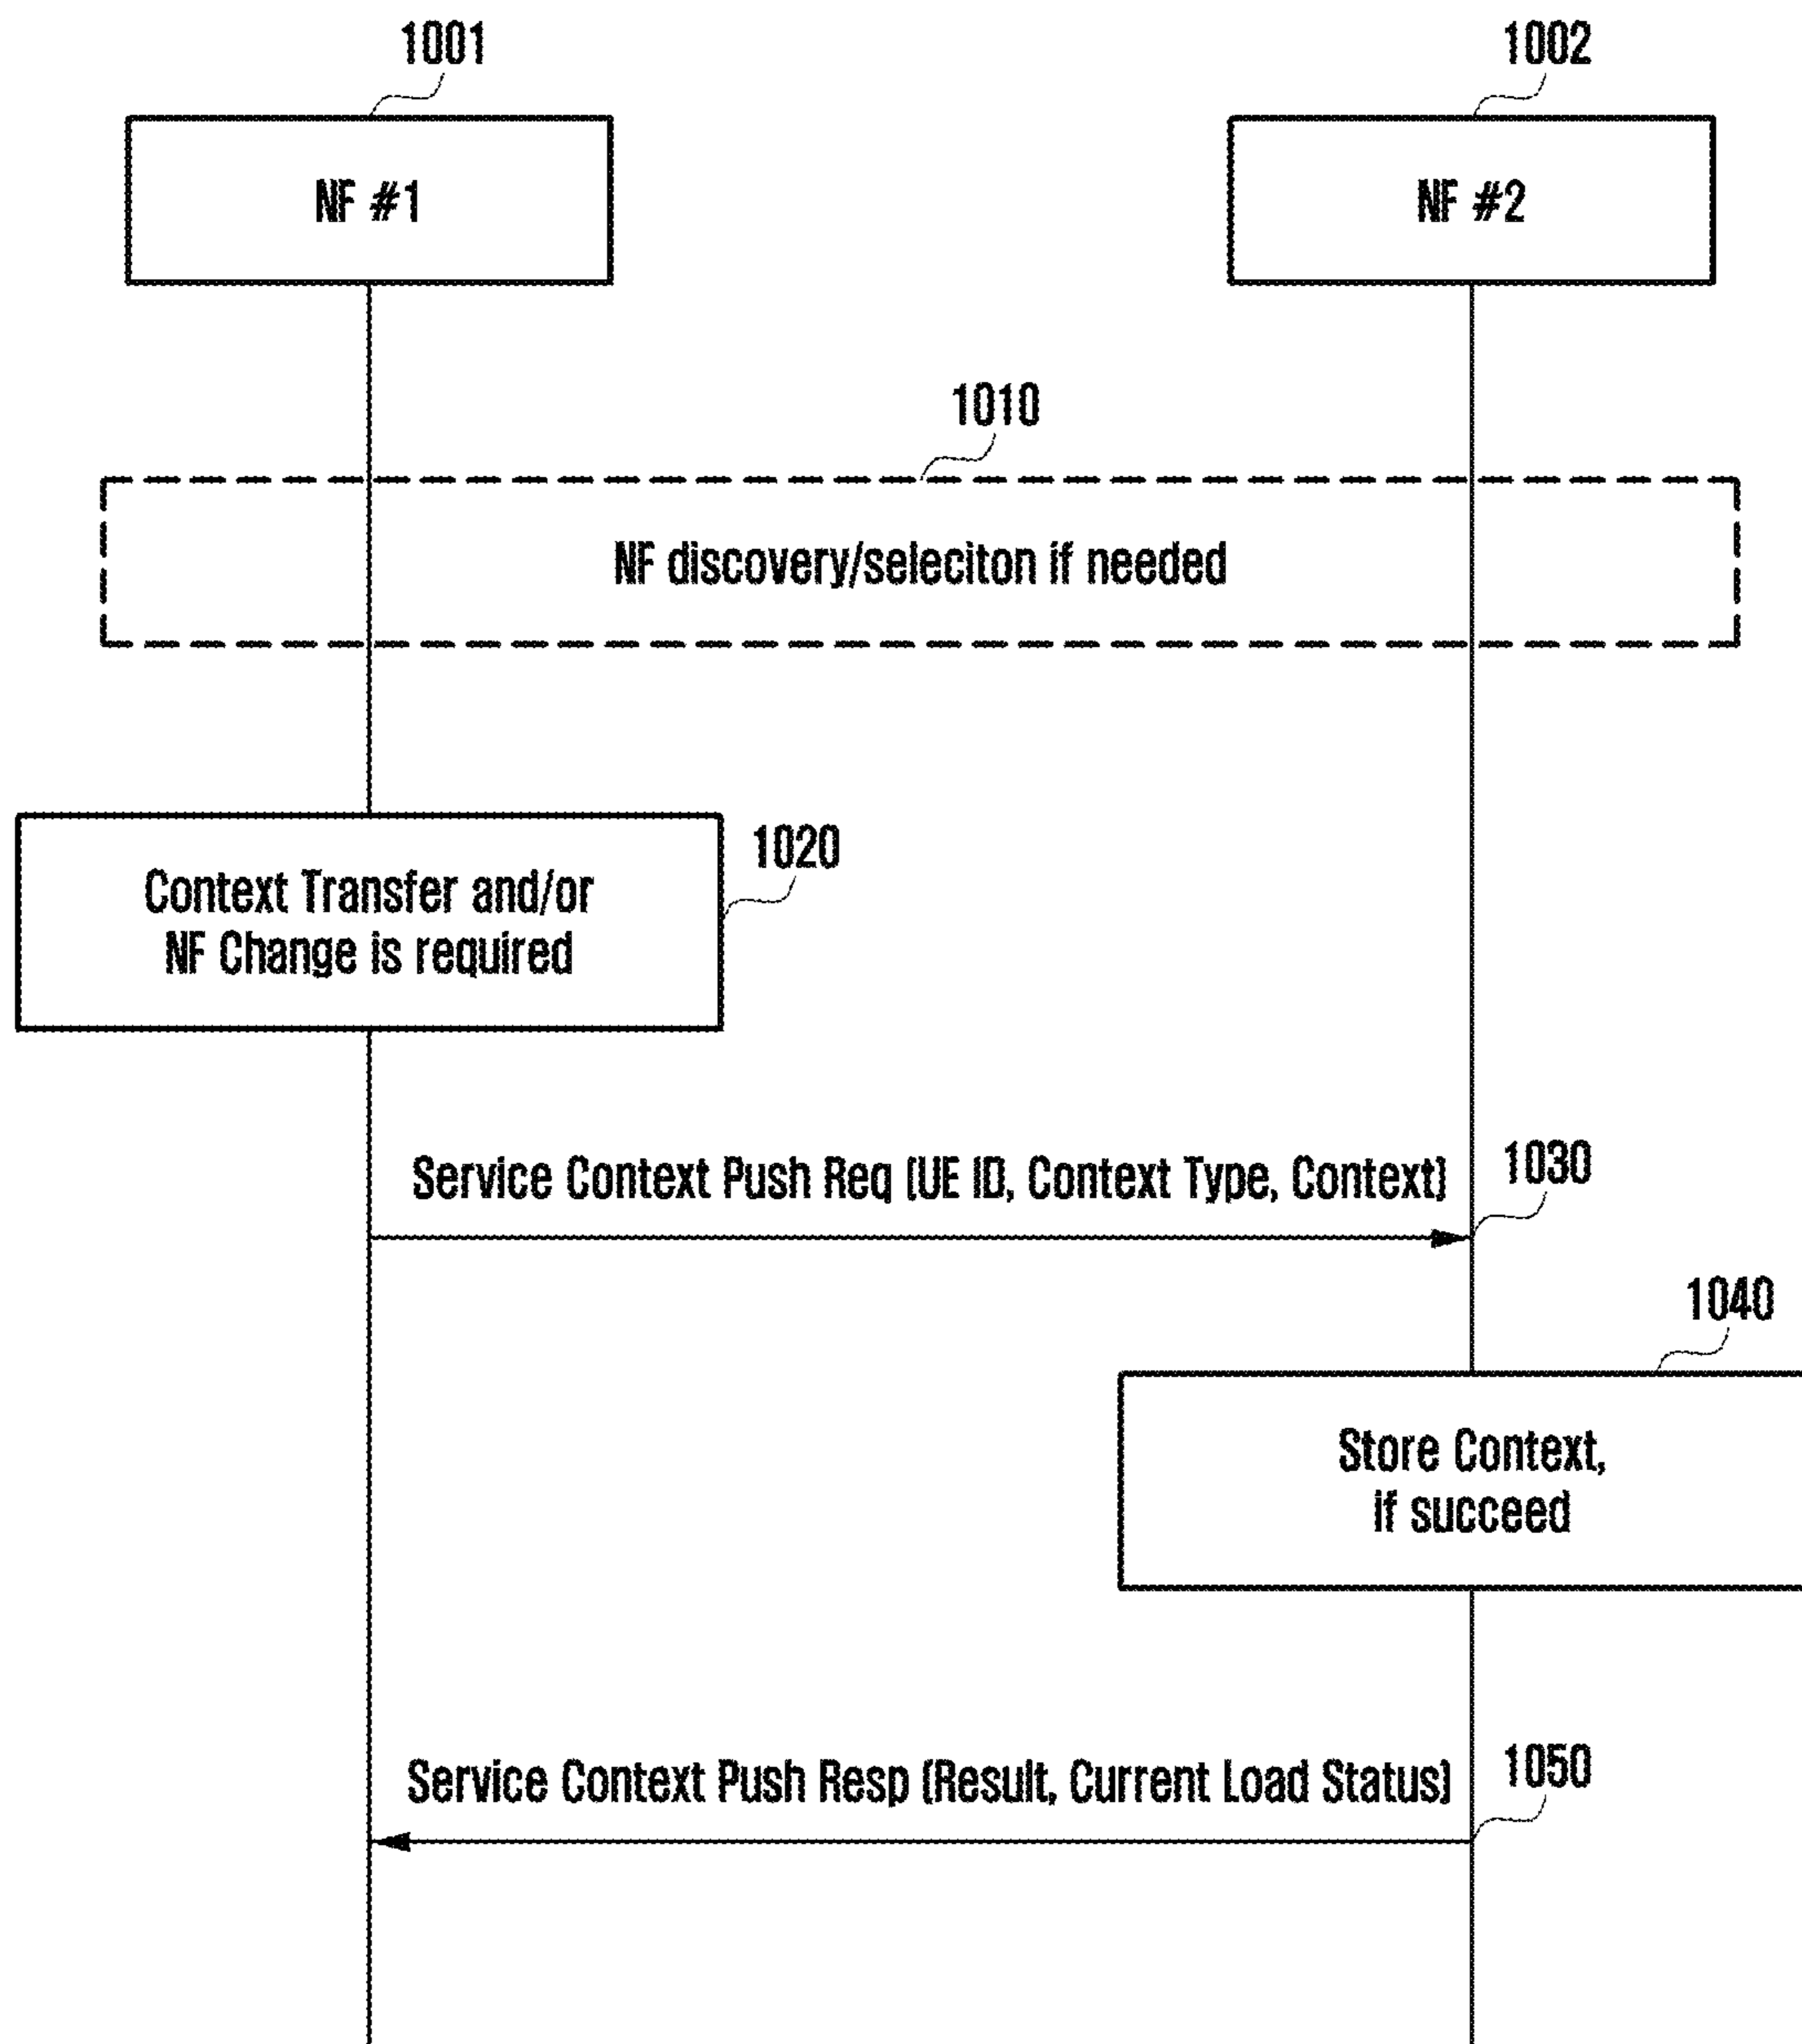 1001
1002
NF #1
NF #2
1010
NF discovery/seleciton if needed
1020
Context Transfer and/or
NF Change is required
Service Context Push Req (UE ID, Context Type, Context)
1030
1040
Store Context,
if succeed
Service Context Push Resp (Result, Current Load Status)
1050